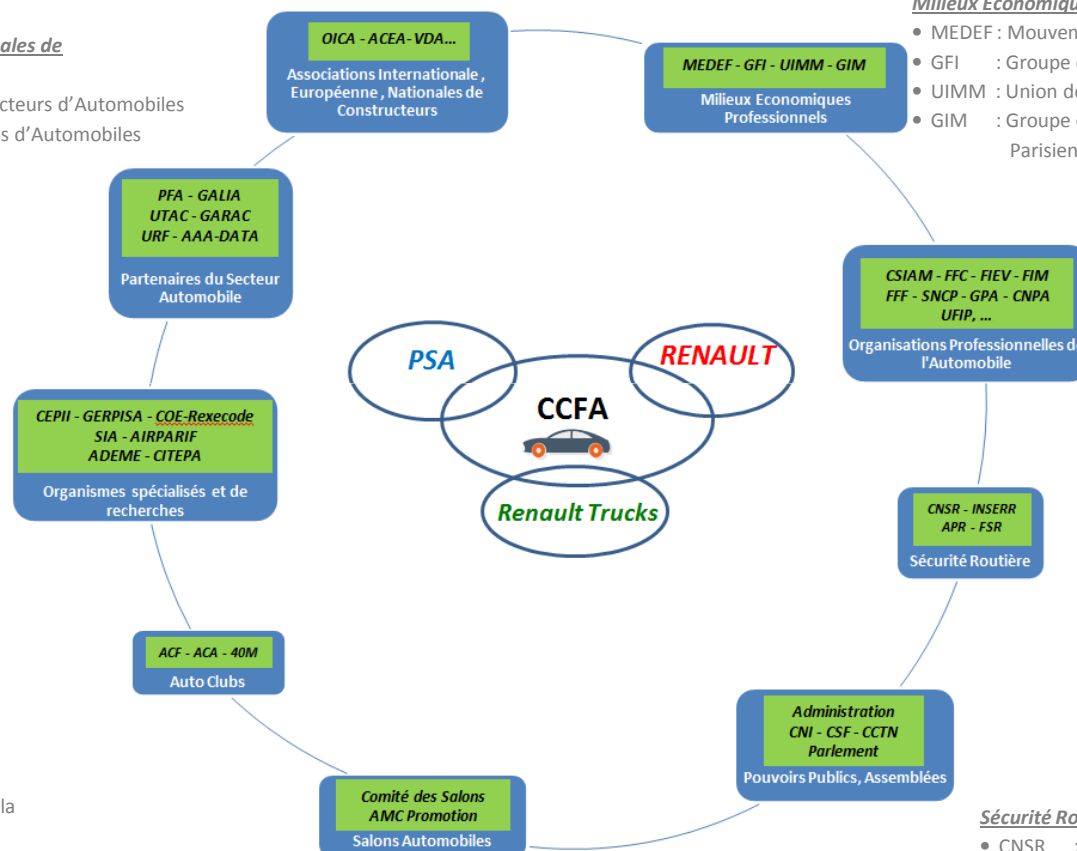 ales de
cteurs d'Automobiles
s d'Automobiles
OICA - ACEA- VDA...
Associations Internationale ,
Européenne , Nationales de
Constructeurs
MEDEF - GFI - UIMM - GIM
Milieux Economiques
Professionnels
Milieux Economiqu
• MEDEF : Mouvem
• GFI : Groupe
• UIMM : Union de
• GIM : Groupe
Parisien
PFA - GALIA
UTAC - GARAC
URF - AAA-DATA
Partenaires du Secteur
Automobile
CSIAM - FFC - FIEV - FIM
FFF - SNCP - GPA - CNPA
UFIP, ...
Organisations Professionnelles de
l'Automobile
PSA
RENAULT
CCFA
Renault Trucks
CEPII - GERPISA - COE-Rexecode
SIA - AIRPARIF
ADEME - CITEPA
Organismes spécialisés et de
recherches
CNSR - INSERR
APR - FSR
Sécurité Routière
ACF - ACA - 40M
Auto Clubs
Administration
CNI - CSF - CCTN
Parlement
Pouvoirs Publics, Assemblées
Comité des Salons
AMC Promotion
Salons Automobiles
la
Sécurité Ro
• CNSR :